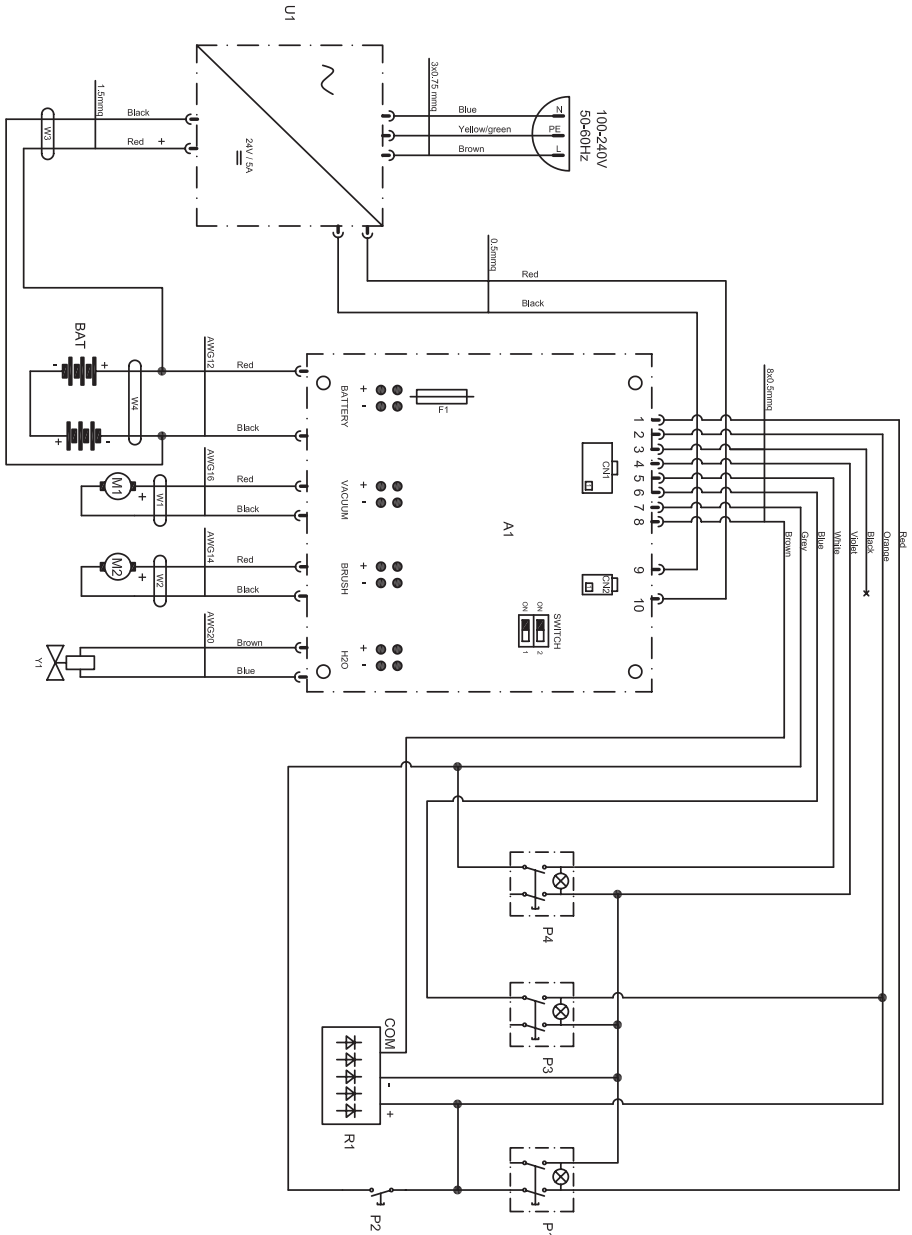 U1
100-240V
50-60Hz
N
PE
L
Blue
Yellow/green
Brown
3x0.75 mmq
24V / 5A
1.5mmq
W3
Black
Red +
0.5mmq
Red
Black
BAT
- +
+ -
W4
AWG12
Red
Black
M1
+
W1
AWG16
Red
Black
M2
+
W2
AWG14
Red
Black
Y1
AWG20
Brown
Blue
BATTERY
+
-
F1
VACUUM
+
-
BRUSH
+
-
H2O
+
-
A1
CN1
CN2
SWITCH
ON
ON
1
2
1
2
3
4
5
6
7
8
9
10
8x0.5mmq
Brown
Grey
Blue
White
Violet
Black
Orange
Red
P4
P3
COM
-
+
R1
P2